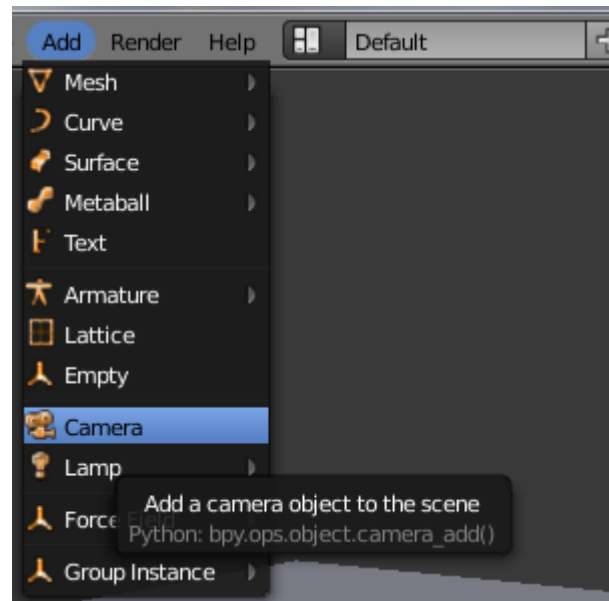 Add Render Help Default
Mesh
Curve
Surface
Metaball
Text
Armature
Lattice
Empty
Camera
Lamp
Add a camera object to the scene
Force Field
Python: bpy.ops.object.camera_add()
Group Instance